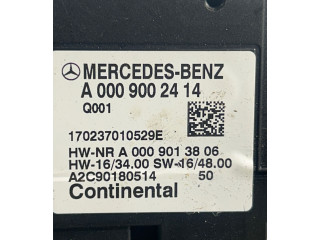 MERCEDES-BENZ
A 000 900 24 14
Q001
170237010529E
HW-NR A 000 901 38 06
HW-16/34.00 SW-16/48.00
A2C90180514 50
Continental